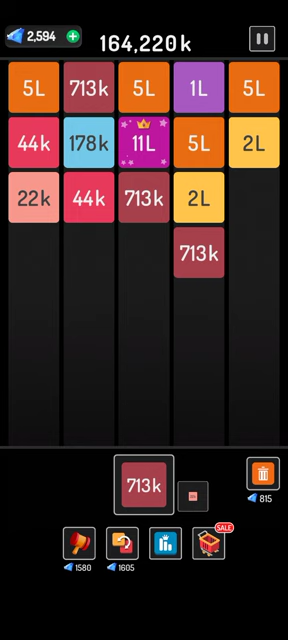 2,594
164,220k
5L 713k 5L 1L 5L
44k 178k 11L 5L 2L
22k 44k 713k 2L
713k
713k
815
SALE
1580 1605